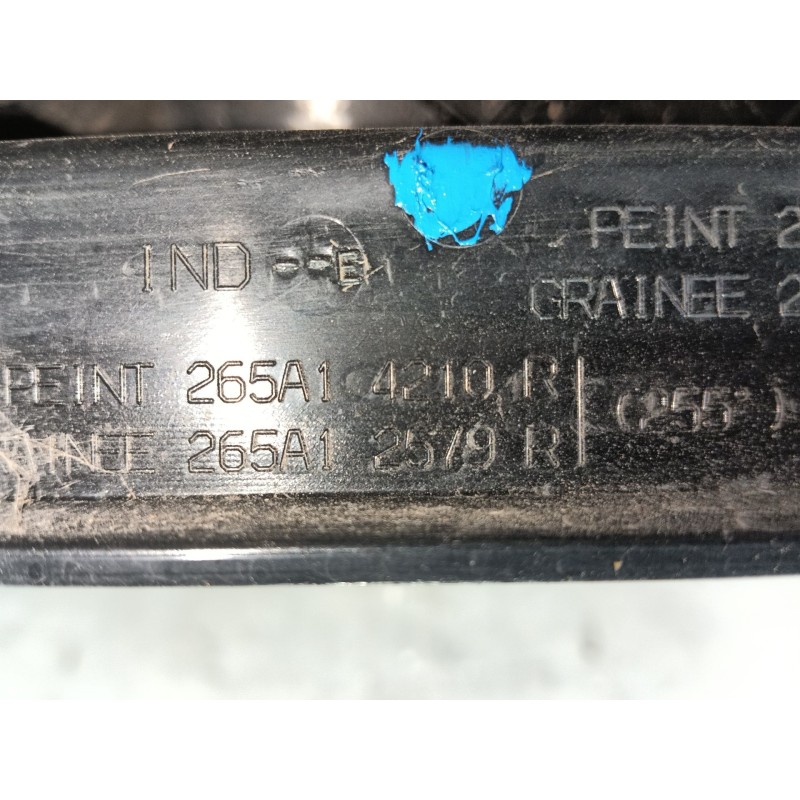 IND --E
PEINT 2
GRAINEE 2
PEINT 265A1 4210 R
265A1 2579 R